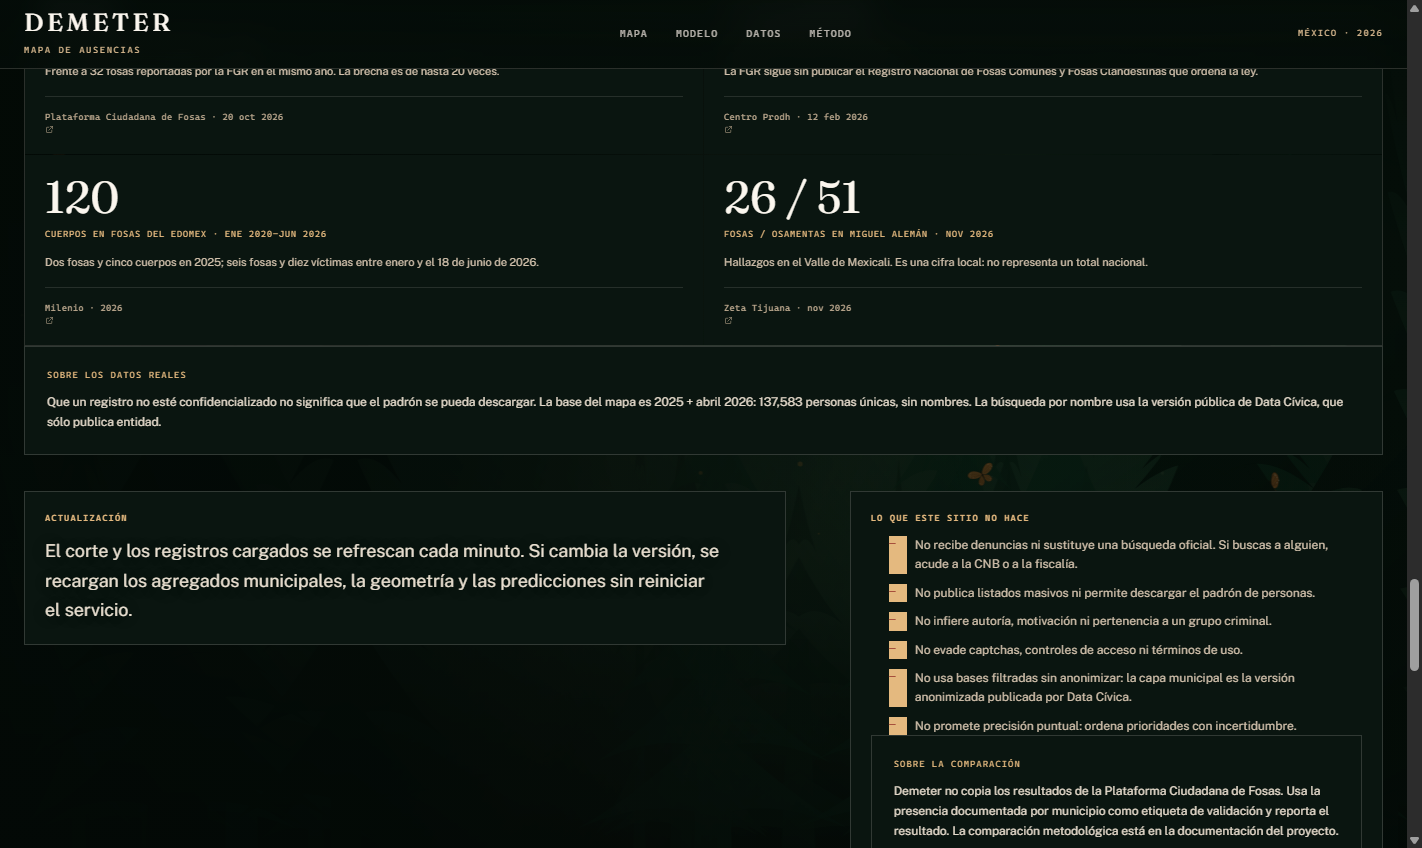 DEMETER
MAPA DE AUSENCIAS
MAPA
MODELO
DATOS
MÉTODO
MÉXICO · 2026
Frente a 32 fosas reportadas por la FGR en el mismo año. La brecha es de hasta 20 veces.
Plataforma Ciudadana de Fosas · 20 oct 2026
La FGR sigue sin publicar el Registro Nacional de Fosas Comunes y Fosas Clandestinas que ordena la ley.
Centro Prodh · 12 feb 2026
120
CUERPOS EN FOSAS DEL EDOMEX · ENE 2020–JUN 2026
Dos fosas y cinco cuerpos en 2025; seis fosas y diez víctimas entre enero y el 18 de junio de 2026.
Milenio · 2026
26 / 51
FOSAS / OSAMENTAS EN MIGUEL ALEMÁN · NOV 2026
Hallazgos en el Valle de Mexicali. Es una cifra local: no representa un total nacional.
Zeta Tijuana · nov 2026
SOBRE LOS DATOS REALES
Que un registro no esté confidencializado no significa que el padrón se pueda descargar. La base del mapa es 2025 + abril 2026: 137,583 personas únicas, sin nombres. La búsqueda por nombre usa la versión pública de Data Cívica, que
sólo publica entidad.
ACTUALIZACIÓN
El corte y los registros cargados se refrescan cada minuto. Si cambia la versión, se
recargan los agregados municipales, la geometría y las predicciones sin reiniciar
el servicio.
LO QUE ESTE SITIO NO HACE
— No recibe denuncias ni sustituye una búsqueda oficial. Si buscas a alguien,
acude a la CNB o a la fiscalía.
— No publica listados masivos ni permite descargar el padrón de personas.
— No infiere autoría, motivación ni pertenencia a un grupo criminal.
— No evade captchas, controles de acceso ni términos de uso.
— No usa bases filtradas sin anonimizar: la capa municipal es la versión
anonimizada publicada por Data Cívica.
— No promete precisión puntual: ordena prioridades con incertidumbre.
SOBRE LA COMPARACIÓN
Demeter no copia los resultados de la Plataforma Ciudadana de Fosas. Usa la
presencia documentada por municipio como etiqueta de validación y reporta el
resultado. La comparación metodológica está en la documentación del proyecto.